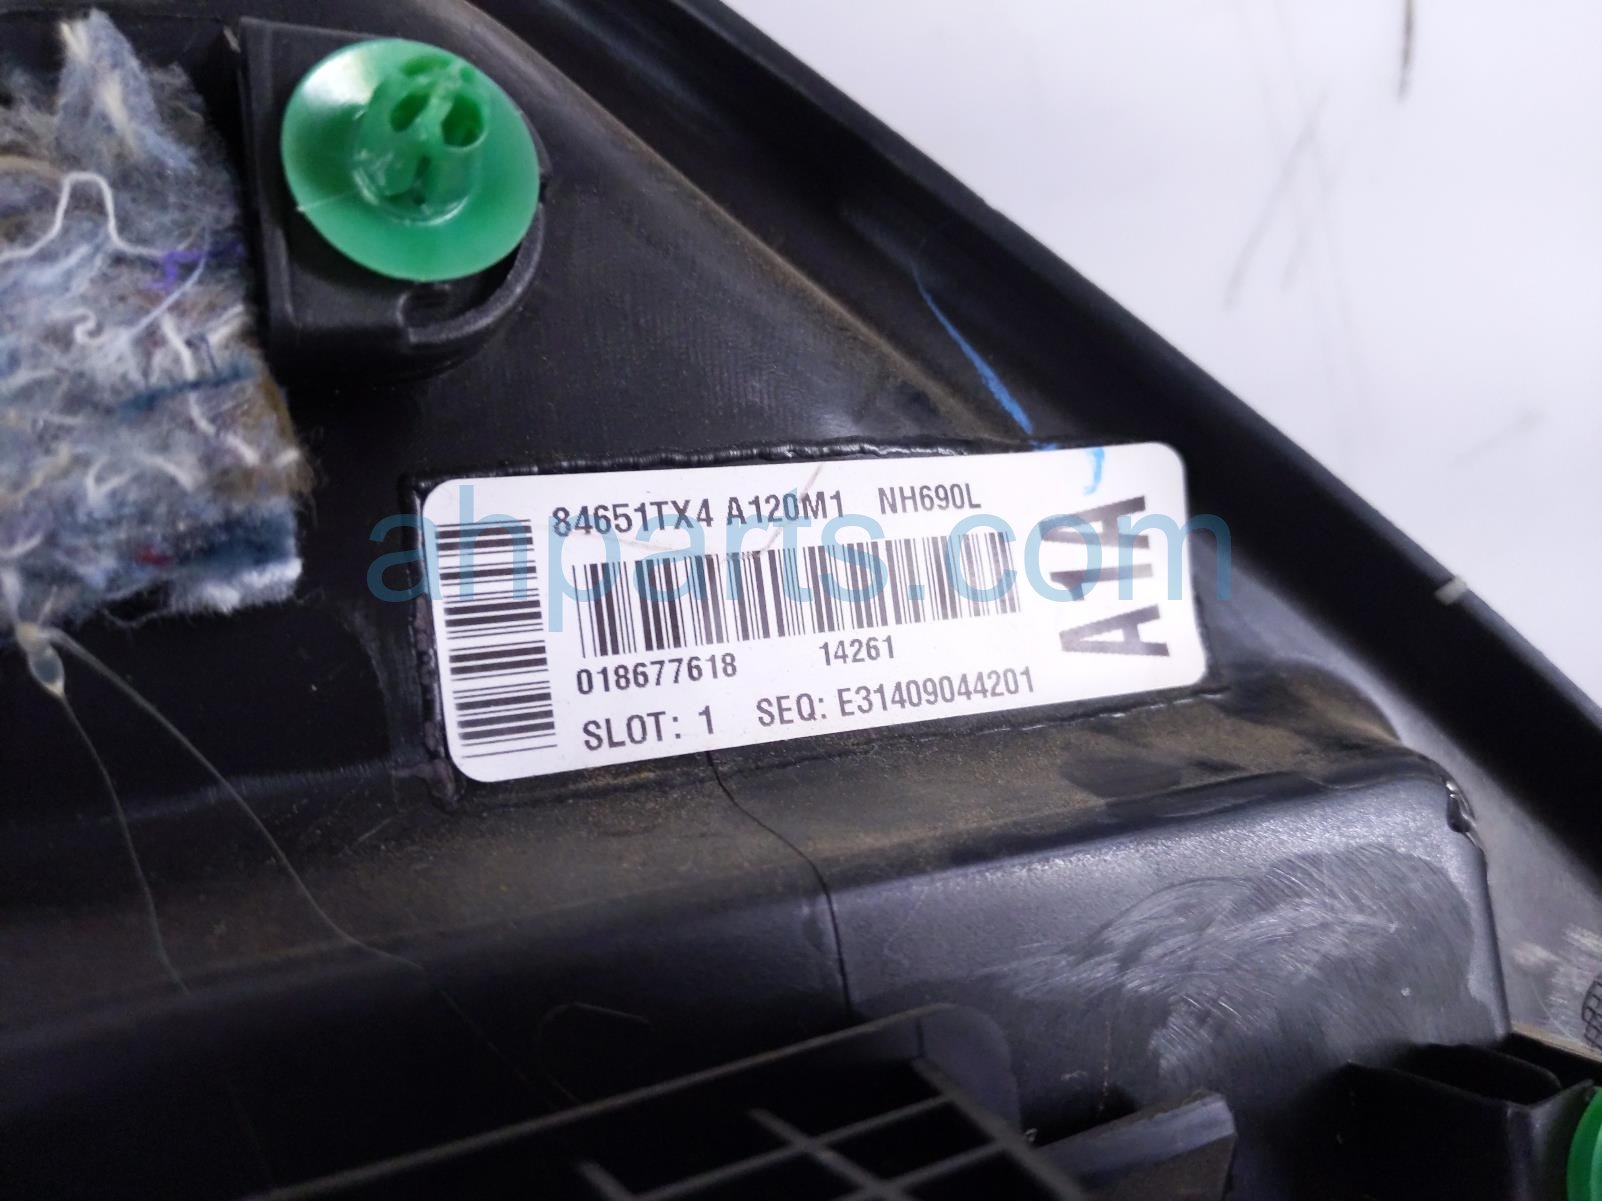 84651TX4 A120M1 NH690L
A1A
018677618 14261
SLOT: 1 SEQ: E31409044201
ahparts.com